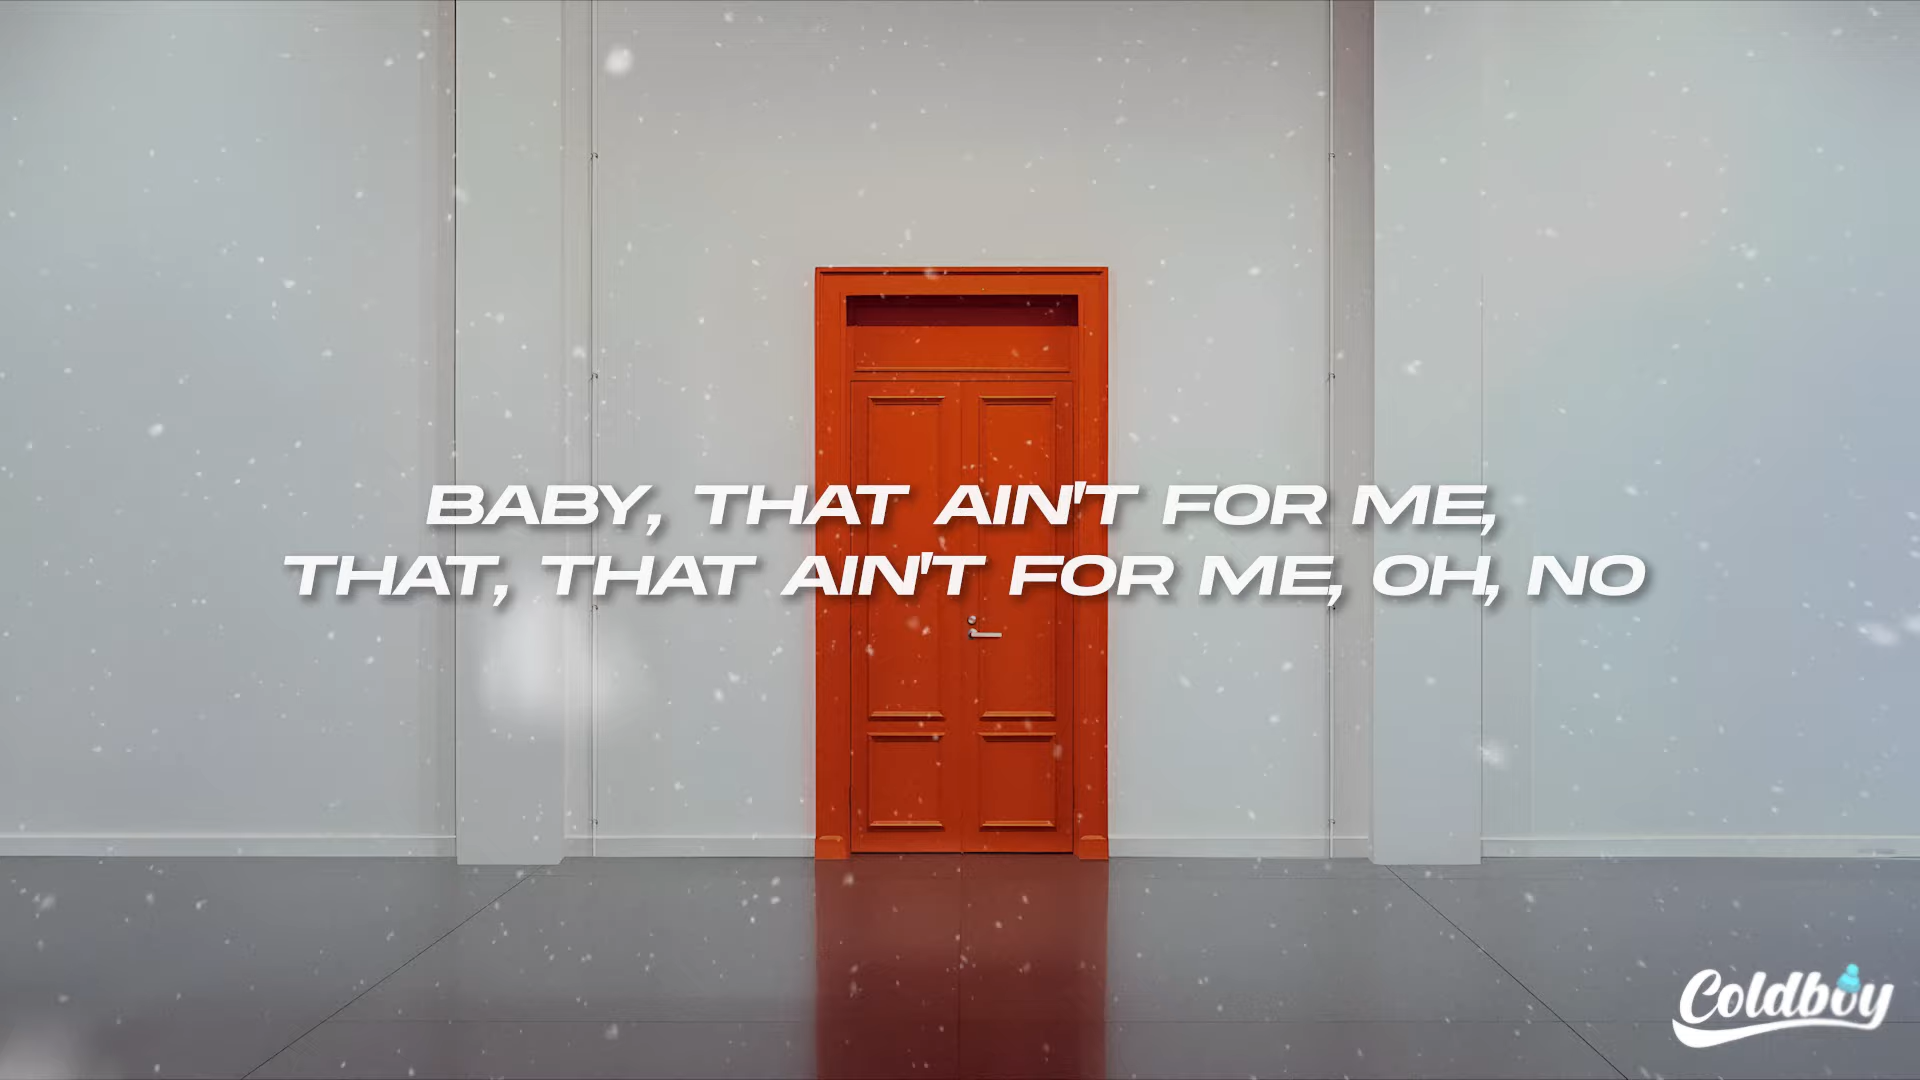 BABY, THAT AIN'T FOR ME,
THAT, THAT AIN'T FOR ME, OH, NO
Coldboy